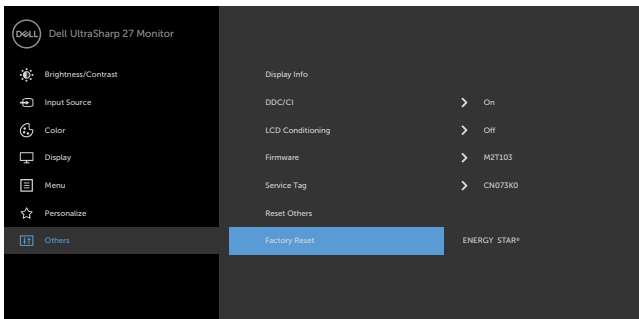 DELL Dell UltraSharp 27 Monitor
Brightness/Contrast Display Info
Input Source DDC/CI On
Color LCD Conditioning Off
Display Firmware M2T103
Menu Service Tag CN073K0
Personalize Reset Others
Others Factory Reset ENERGY STAR®